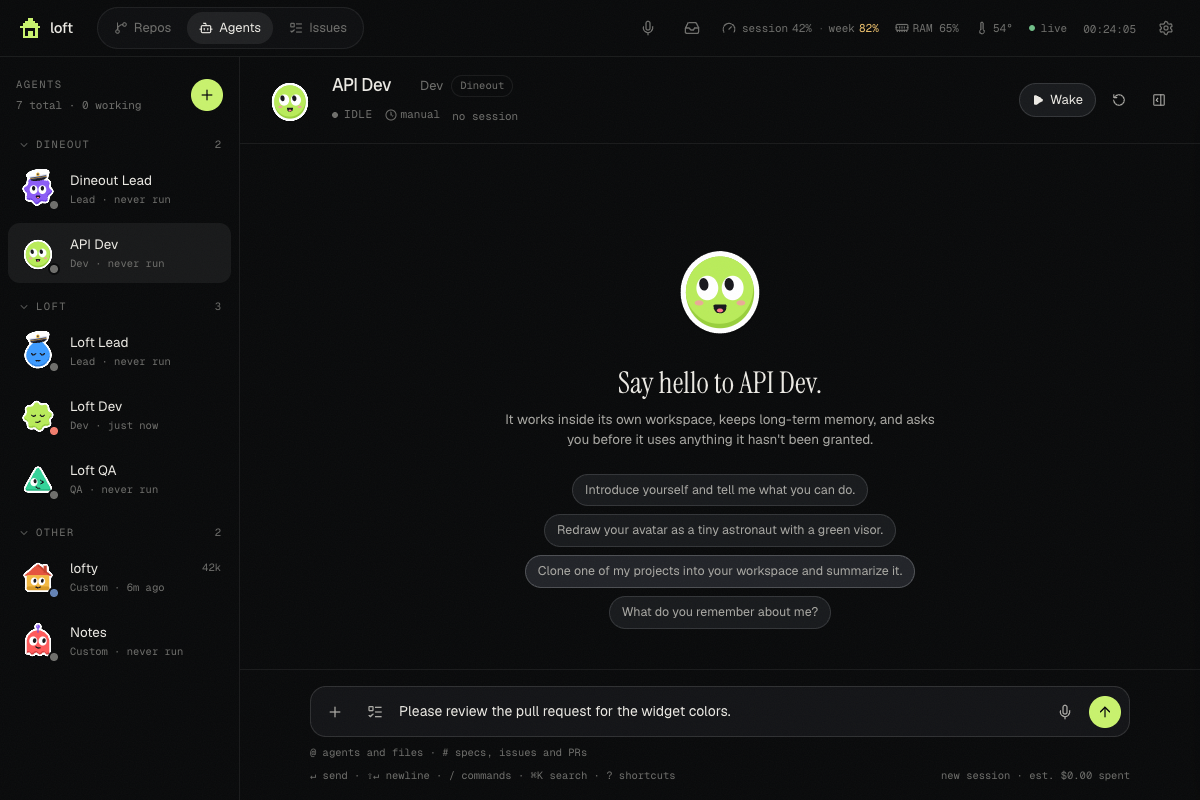 loft
Repos
Agents
Issues
session 42% · week 82%
RAM 65%
54°
live
00:24:05
AGENTS
7 total · 0 working
DINEOUT 2
Dineout Lead
Lead · never run
API Dev
Dev · never run
LOFT 3
Loft Lead
Lead · never run
Loft Dev
Dev · just now
Loft QA
QA · never run
OTHER 2
lofty 42k
Custom · 6m ago
Notes
Custom · never run
API Dev Dev Dineout
IDLE manual no session
Wake
Say hello to API Dev.
It works inside its own workspace, keeps long-term memory, and asks
you before it uses anything it hasn't been granted.
Introduce yourself and tell me what you can do.
Redraw your avatar as a tiny astronaut with a green visor.
Clone one of my projects into your workspace and summarize it.
What do you remember about me?
Please review the pull request for the widget colors.
@ agents and files · # specs, issues and PRs
↵ send · ⇧↵ newline · / commands · ⌘K search · ? shortcuts
new session · est. $0.00 spent